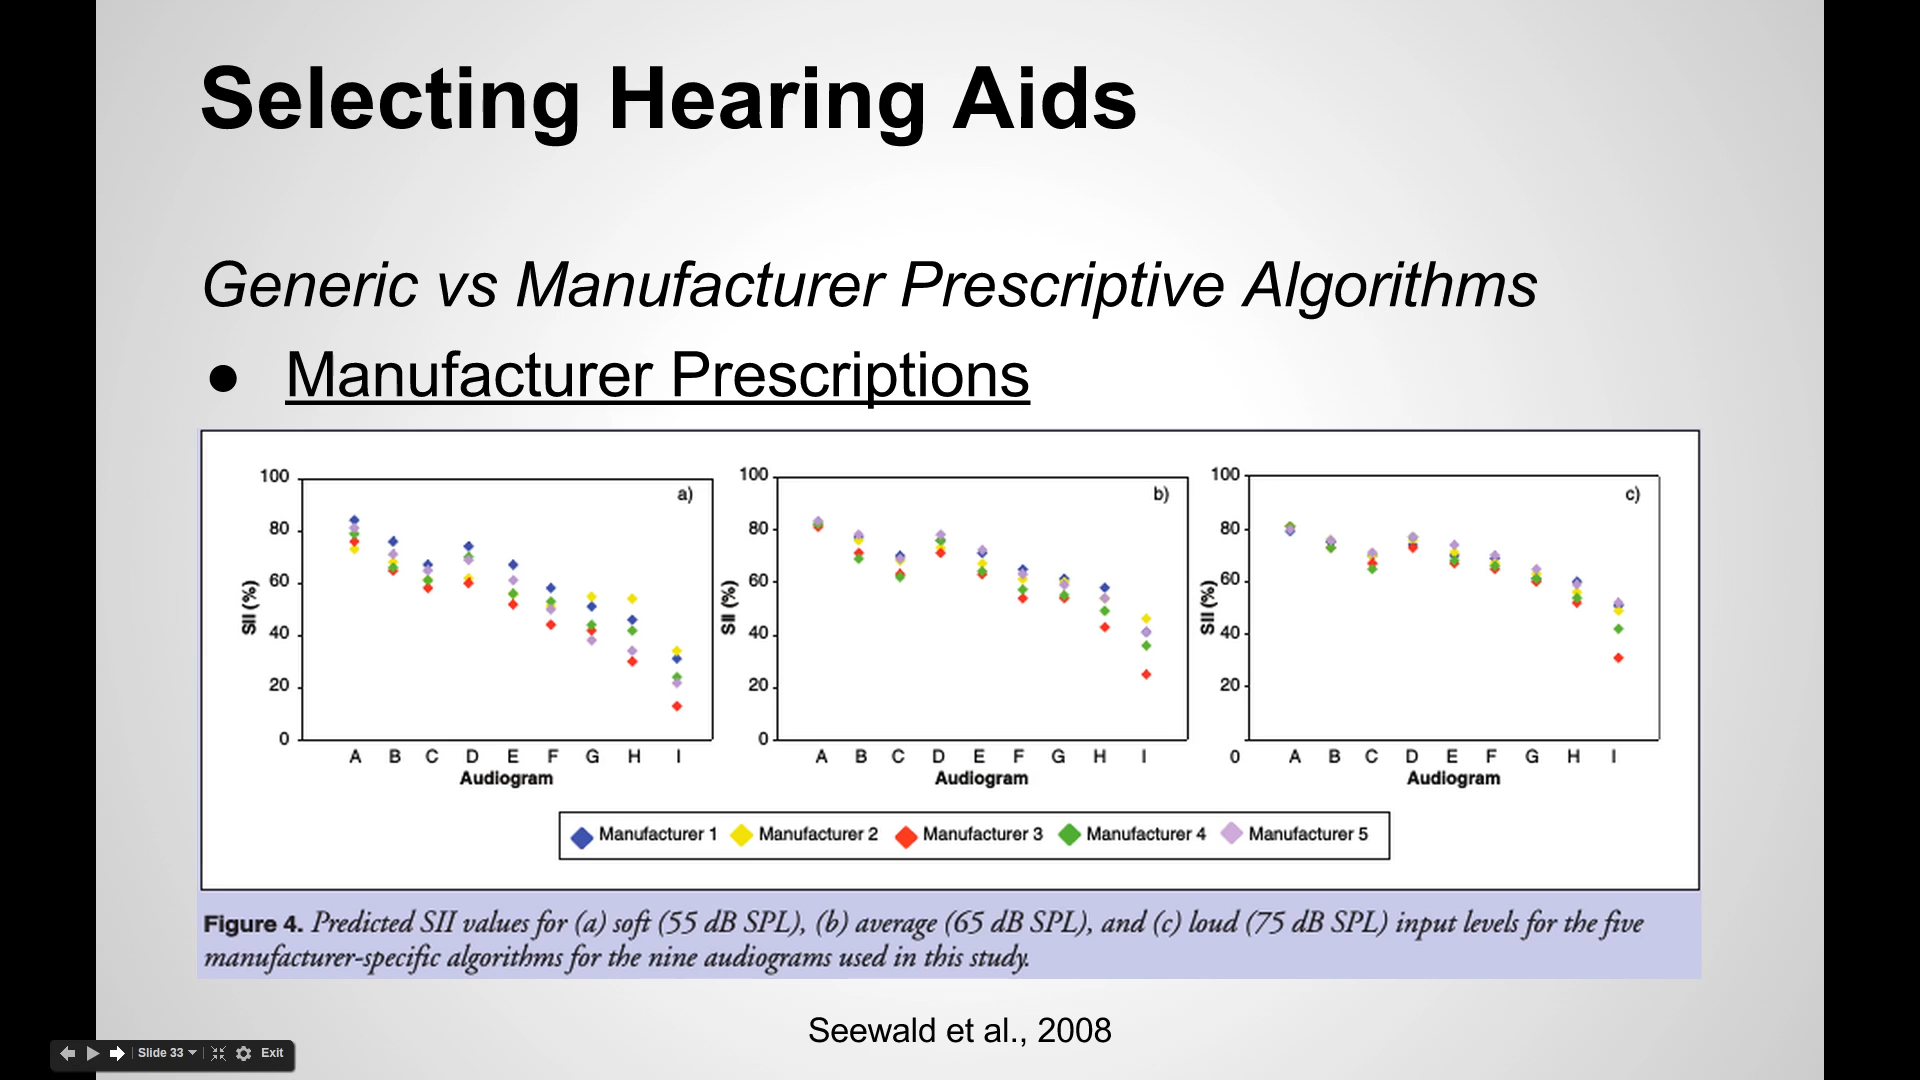 Selecting Hearing Aids
Generic vs Manufacturer Prescriptive Algorithms
● Manufacturer Prescriptions
100
80
60
40
20
0
SII (%)
a)
A B C D E F G H I
Audiogram
100
80
60
40
20
0
SII (%)
b)
A B C D E F G H I
Audiogram
100
80
60
40
20
0
SII (%)
c)
A B C D E F G H I
Audiogram
Manufacturer 1 Manufacturer 2 Manufacturer 3 Manufacturer 4 Manufacturer 5
Figure 4. Predicted SII values for (a) soft (55 dB SPL), (b) average (65 dB SPL), and (c) loud (75 dB SPL) input levels for the five
manufacturer-specific algorithms for the nine audiograms used in this study.
Seewald et al., 2008
Slide 33 Exit